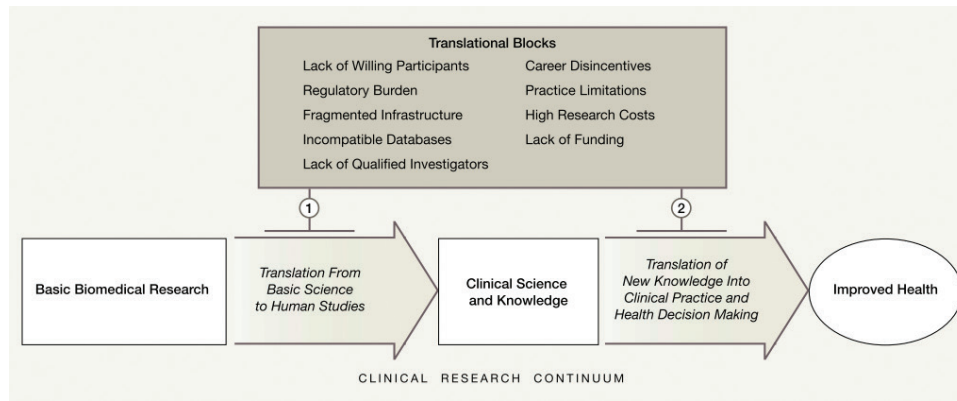 Translational Blocks
Lack of Willing Participants
Regulatory Burden
Fragmented Infrastructure
Incompatible Databases
Lack of Qualified Investigators
Career Disincentives
Practice Limitations
High Research Costs
Lack of Funding
1
2
Basic Biomedical Research
Translation From
Basic Science
to Human Studies
Clinical Science
and Knowledge
Translation of
New Knowledge Into
Clinical Practice and
Health Decision Making
Improved Health
CLINICAL RESEARCH CONTINUUM